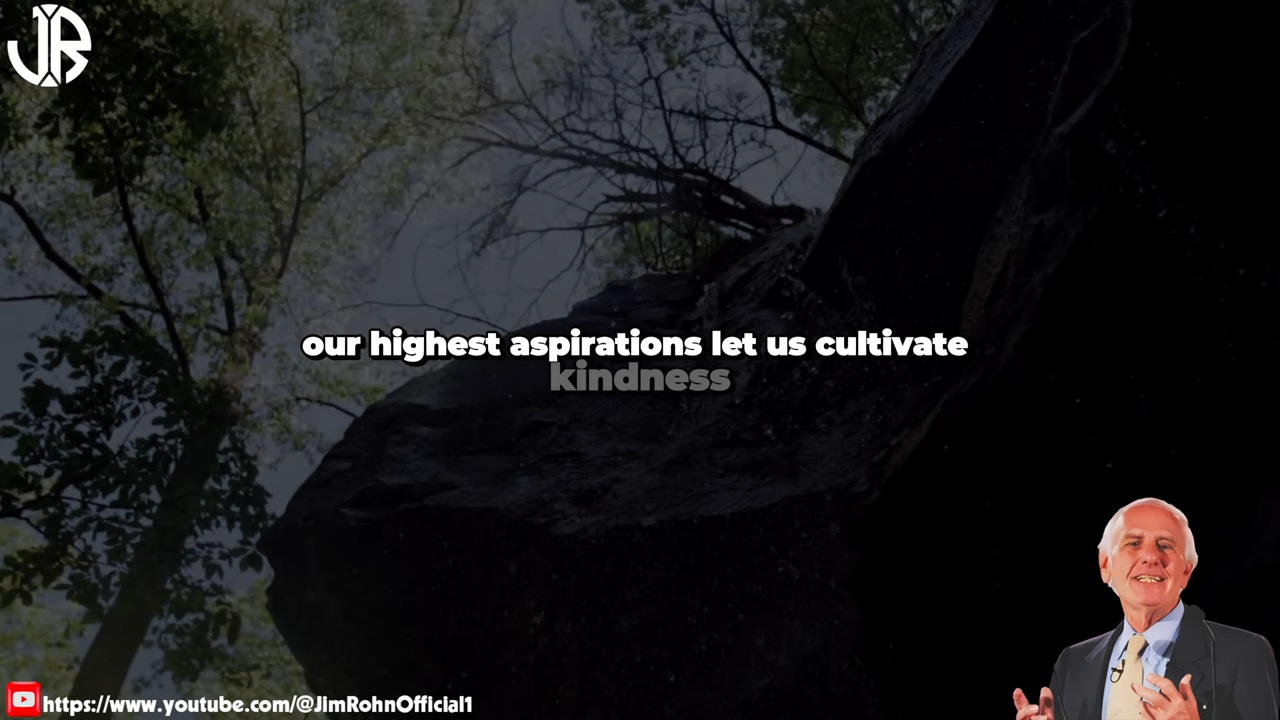 JR
our highest aspirations let us cultivate
kindness
https://www.youtube.com/@JimRohnOfficial1